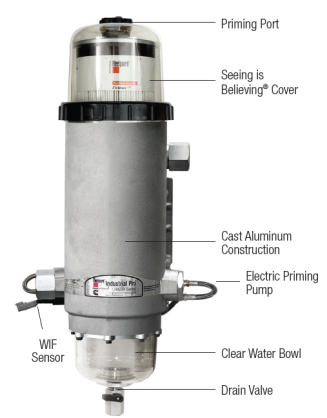 Priming Port
Seeing is
Believing® Cover
Fleetguard
Cast Aluminum
Construction
Industrial Pro
Electric Priming
Pump
WIF
Sensor
Clear Water Bowl
Drain Valve